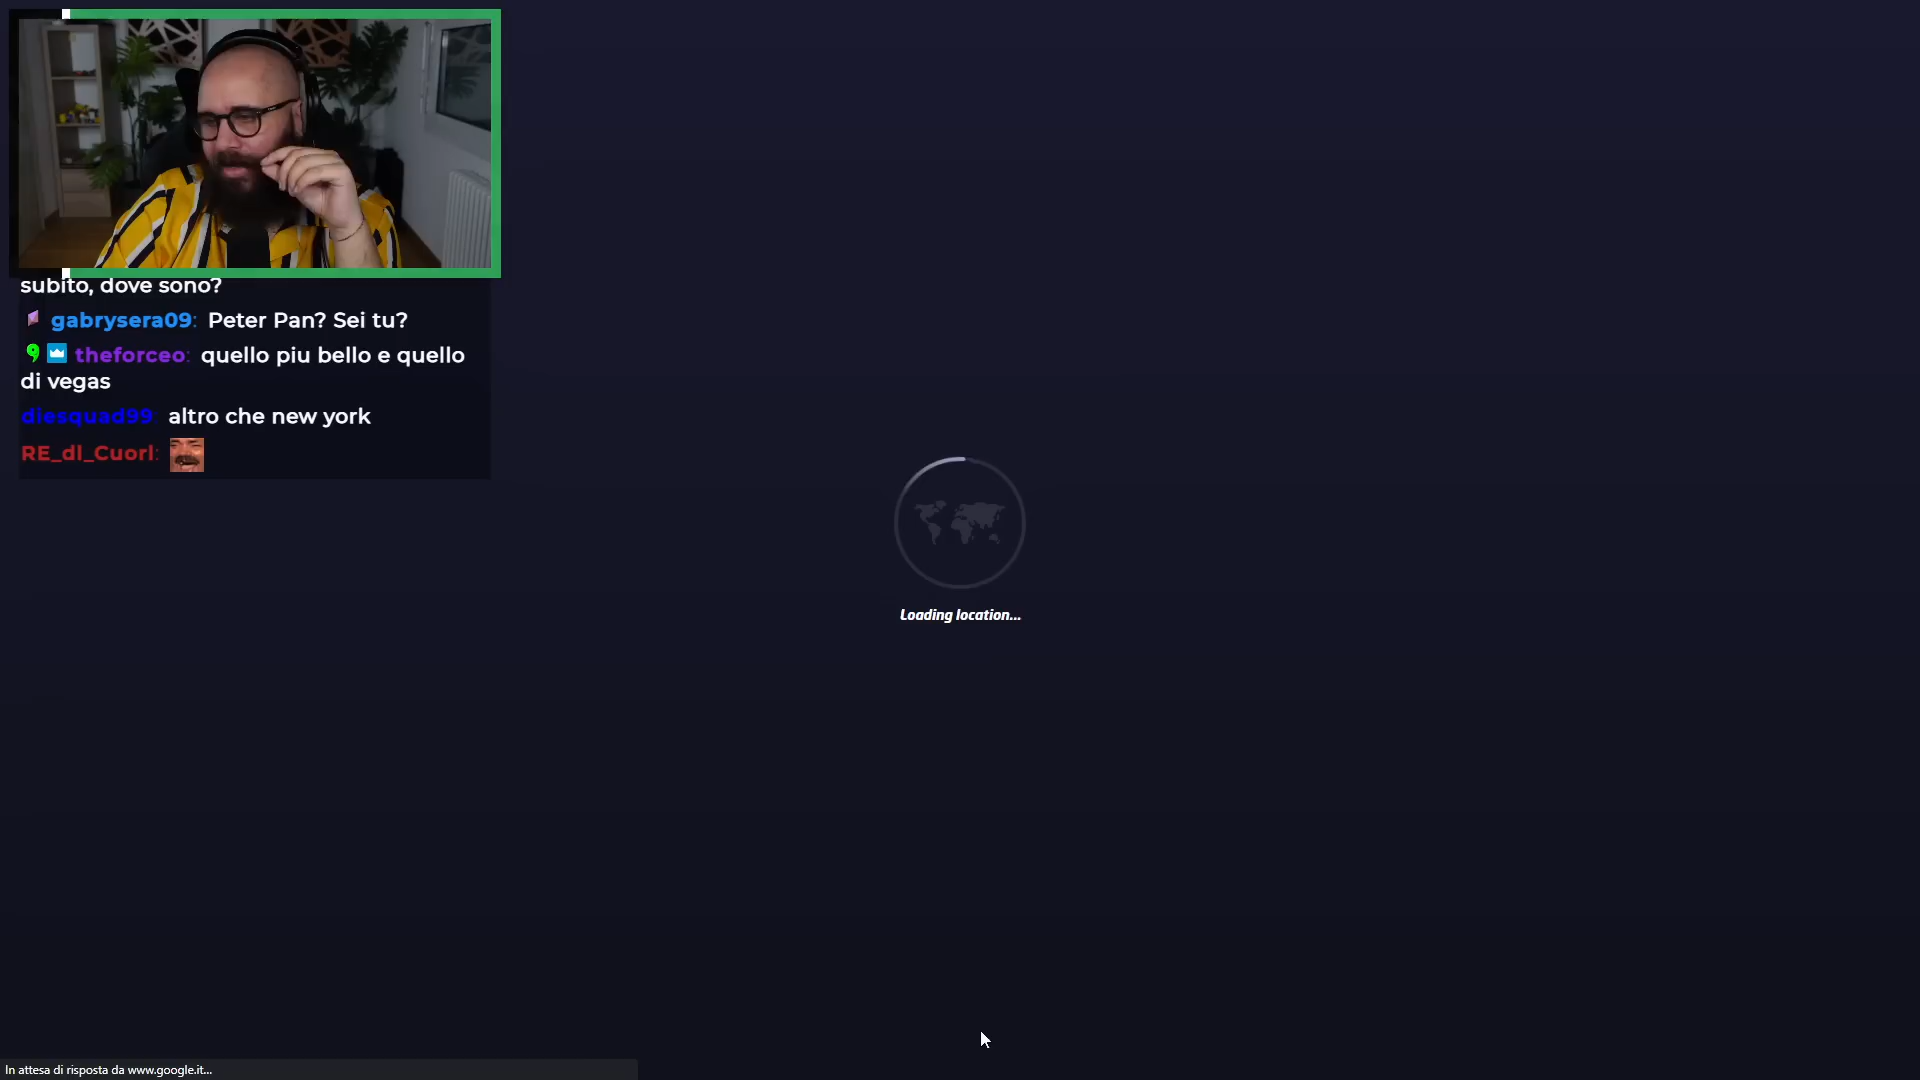 subito, dove sono?
gabrysera09: Peter Pan? Sei tu?
theforceo: quello piu bello e quello
di vegas
diesquad99: altro che new york
RE_dI_CuorI:
Loading location...
In attesa di risposta da www.google.it...